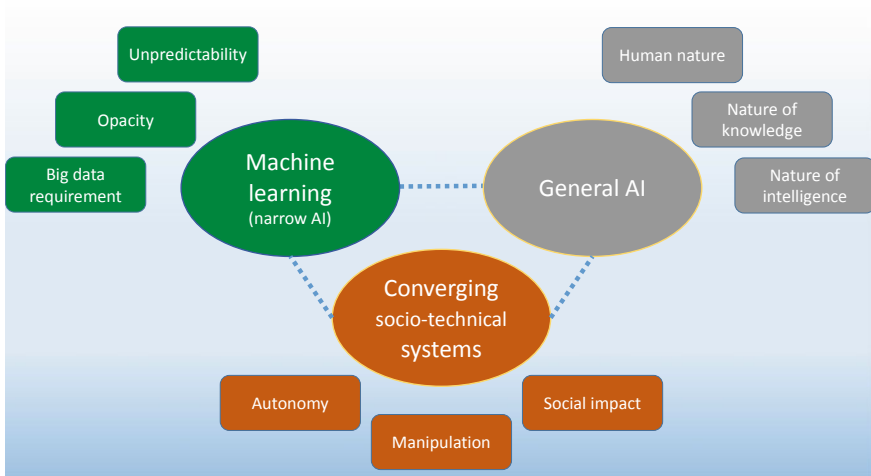 Unpredictability
Opacity
Big data
requirement
Machine
learning
(narrow AI)
Human nature
Nature of
knowledge
Nature of
intelligence
General AI
Converging
socio-technical
systems
Autonomy
Manipulation
Social impact